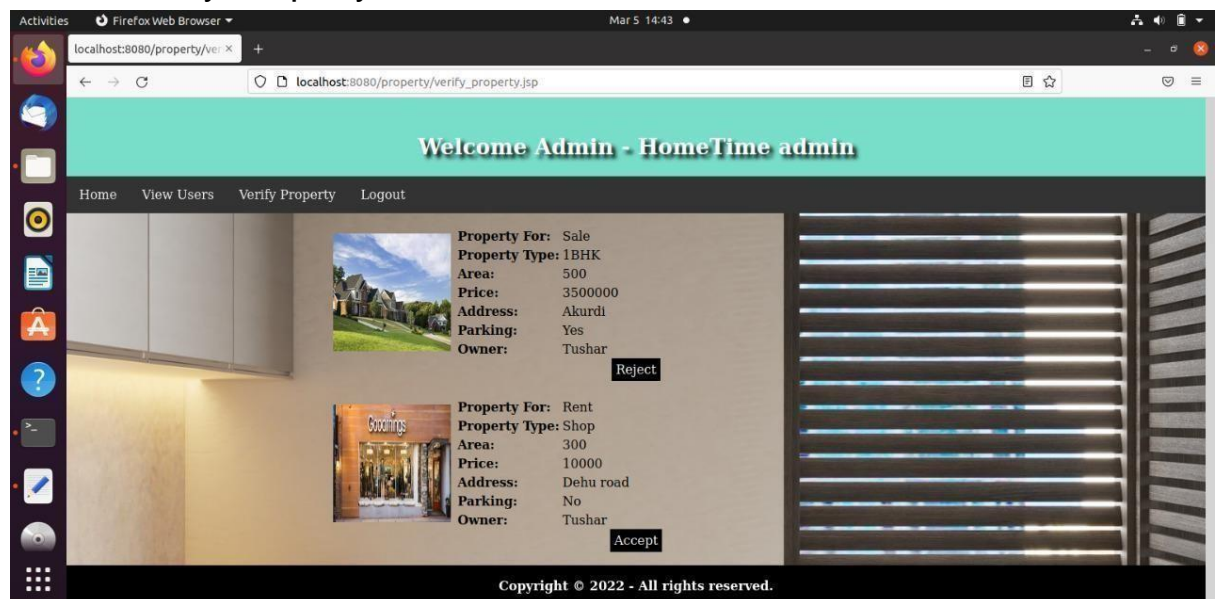 Activities Firefox Web Browser Mar 5 14:43
localhost:8080/property/ver
localhost:8080/property/verify_property.jsp
Welcome Admin - HomeTime admin
Home View Users Verify Property Logout
Property For: Sale
Property Type: 1BHK
Area: 500
Price: 3500000
Address: Akurdi
Parking: Yes
Owner: Tushar
Reject
Goodthings
Property For: Rent
Property Type: Shop
Area: 300
Price: 10000
Address: Dehu road
Parking: No
Owner: Tushar
Accept
Copyright © 2022 - All rights reserved.